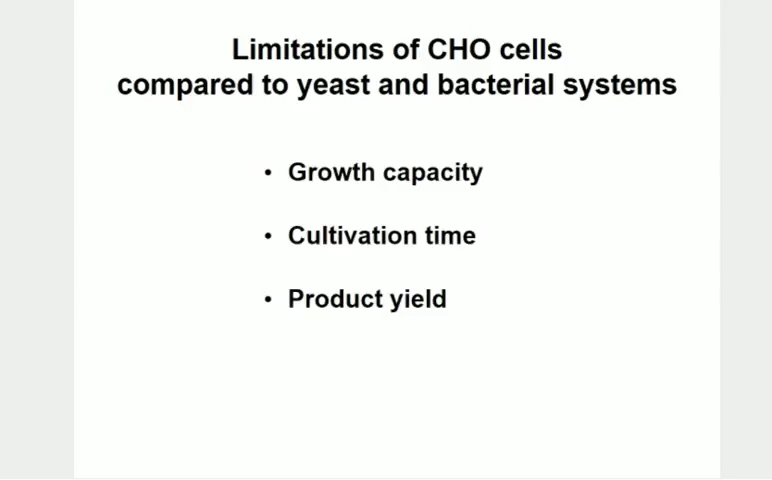 Limitations of CHO cells
compared to yeast and bacterial systems
• Growth capacity
• Cultivation time
• Product yield